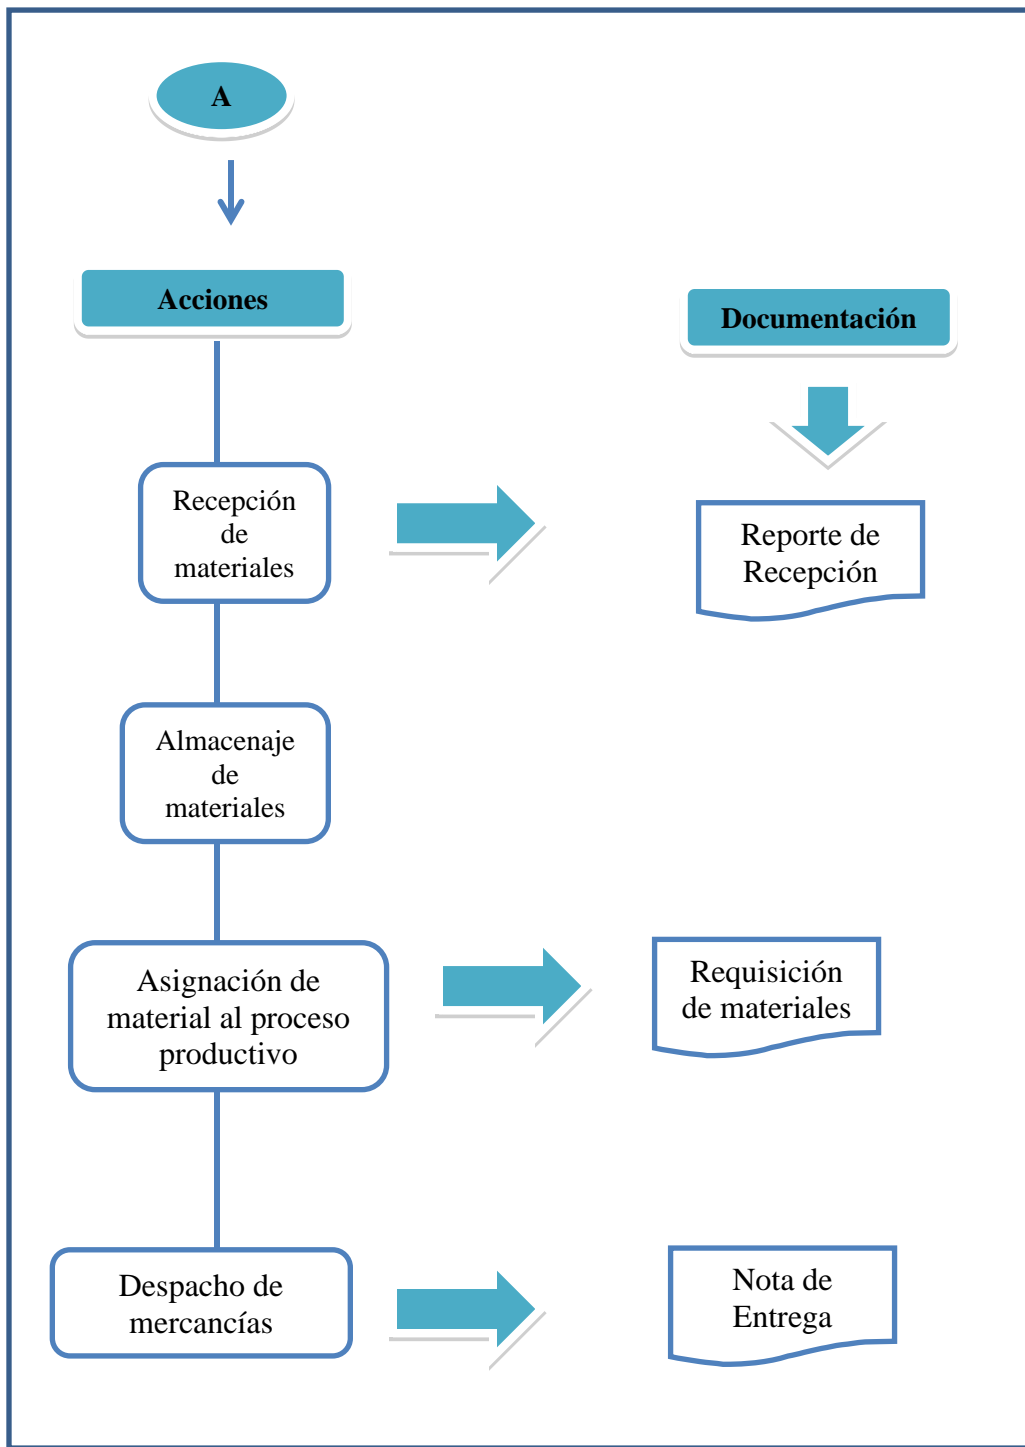 A
Acciones
Documentación
Recepción
de
materiales
Reporte de
Recepción
Almacenaje
de
materiales
Asignación de
material al proceso
productivo
Requisición
de materiales
Despacho de
mercancías
Nota de
Entrega